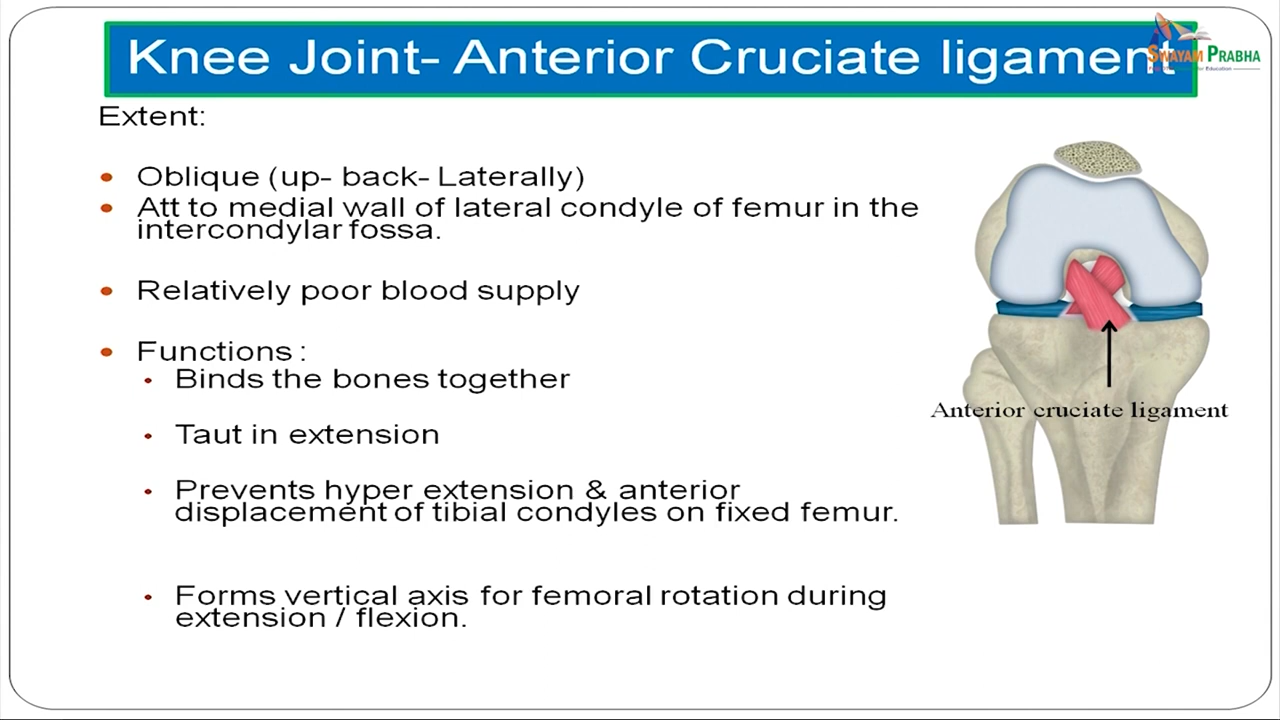 Knee Joint- Anterior Cruciate ligament
SWAYAM PRABHA
Extent:
• Oblique (up- back- Laterally)
• Att to medial wall of lateral condyle of femur in the
intercondylar fossa.
• Relatively poor blood supply
• Functions :
• Binds the bones together
• Taut in extension
• Prevents hyper extension & anterior
displacement of tibial condyles on fixed femur.
• Forms vertical axis for femoral rotation during
extension / flexion.
Anterior cruciate ligament